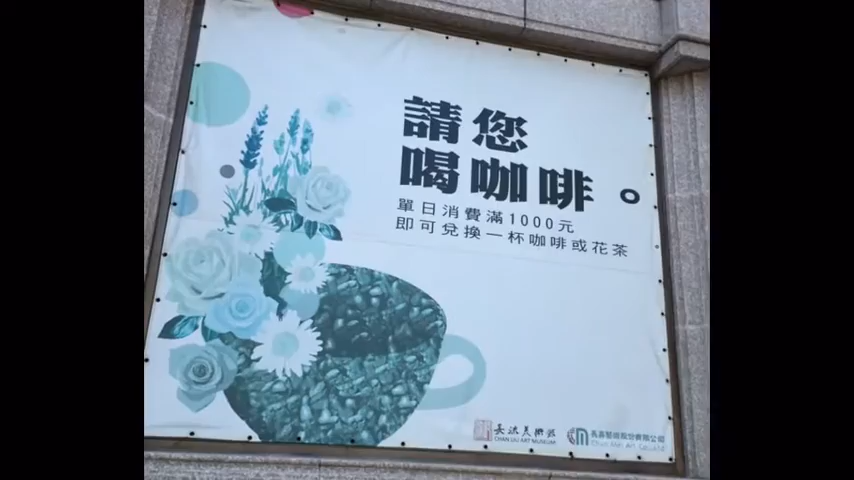 請您
喝咖啡。
單日消費滿1000元
即可兌換一杯咖啡或花茶
長流美術館
CHAN LIU ART MUSEUM